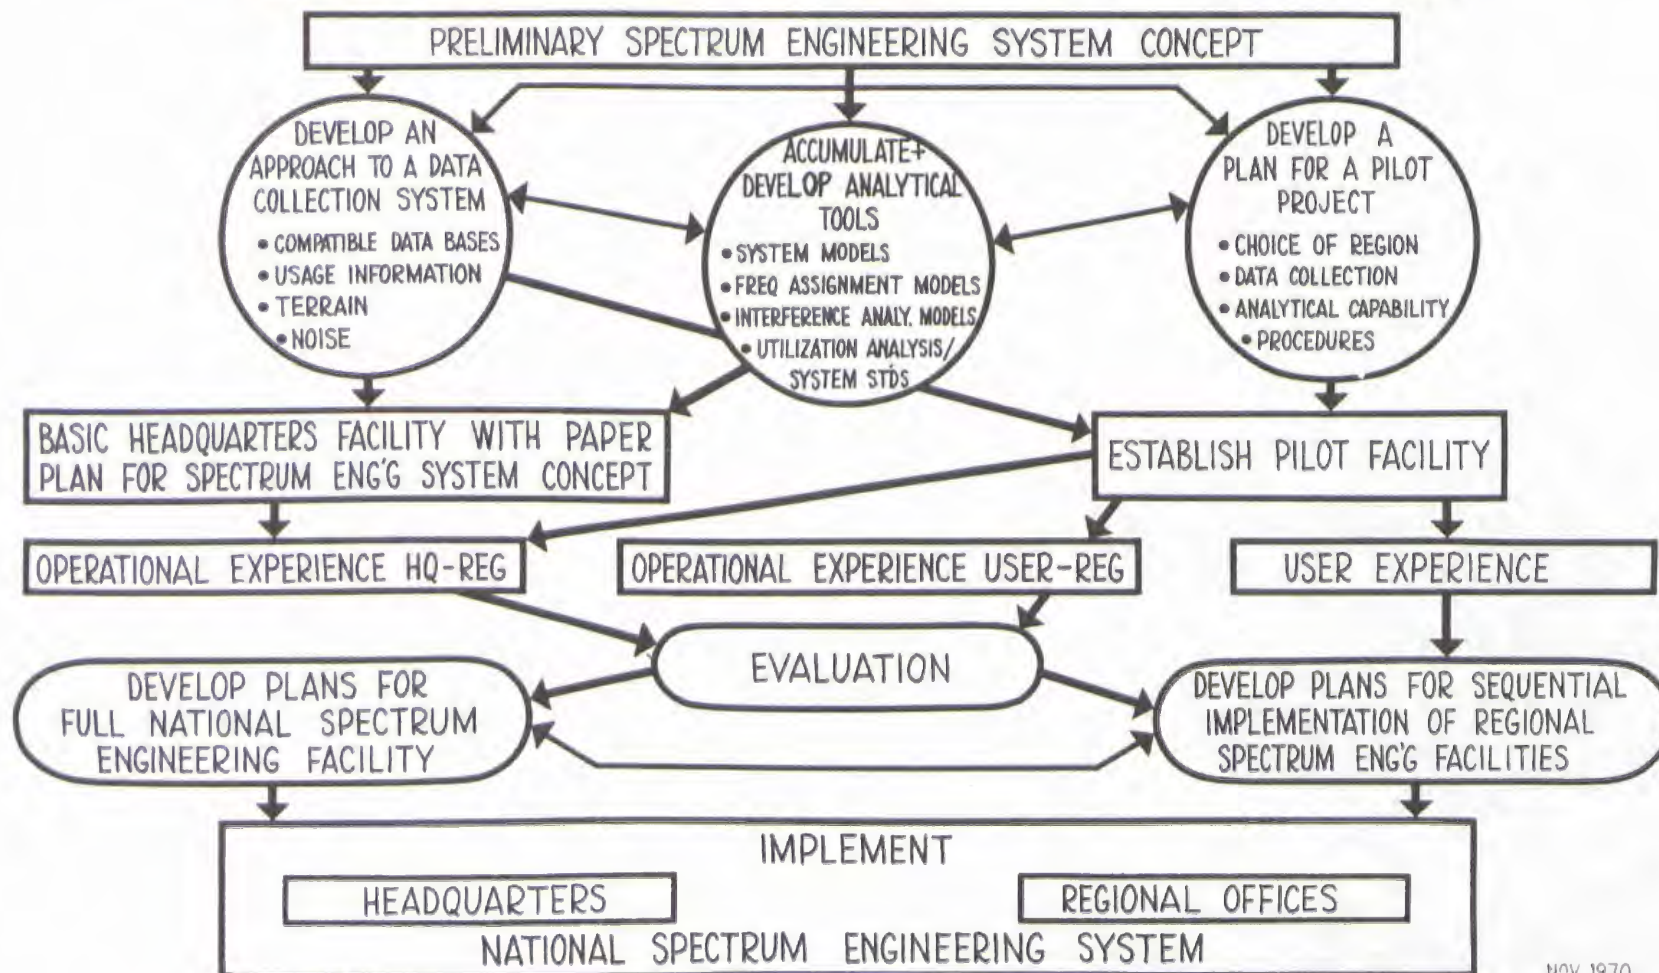 PRELIMINARY SPECTRUM ENGINEERING SYSTEM CONCEPT
DEVELOP AN
APPROACH TO A DATA
COLLECTION SYSTEM
• COMPATIBLE DATA BASES
• USAGE INFORMATION
• TERRAIN
• NOISE
ACCUMULATE+
DEVELOP ANALYTICAL
TOOLS
• SYSTEM MODELS
• FREQ ASSIGNMENT MODELS
• INTERFERENCE ANALY. MODELS
• UTILIZATION ANALYSIS/
SYSTEM STDS
DEVELOP A
PLAN FOR A PILOT
PROJECT
• CHOICE OF REGION
• DATA COLLECTION
• ANALYTICAL CAPABILITY
• PROCEDURES
BASIC HEADQUARTERS FACILITY WITH PAPER
PLAN FOR SPECTRUM ENG'G SYSTEM CONCEPT
ESTABLISH PILOT FACILITY
OPERATIONAL EXPERIENCE HQ-REG
OPERATIONAL EXPERIENCE USER-REG
USER EXPERIENCE
EVALUATION
DEVELOP PLANS FOR
FULL NATIONAL SPECTRUM
ENGINEERING FACILITY
DEVELOP PLANS FOR SEQUENTIAL
IMPLEMENTATION OF REGIONAL
SPECTRUM ENG'G FACILITIES
IMPLEMENT
HEADQUARTERS
REGIONAL OFFICES
NATIONAL SPECTRUM ENGINEERING SYSTEM
NOV. 1970